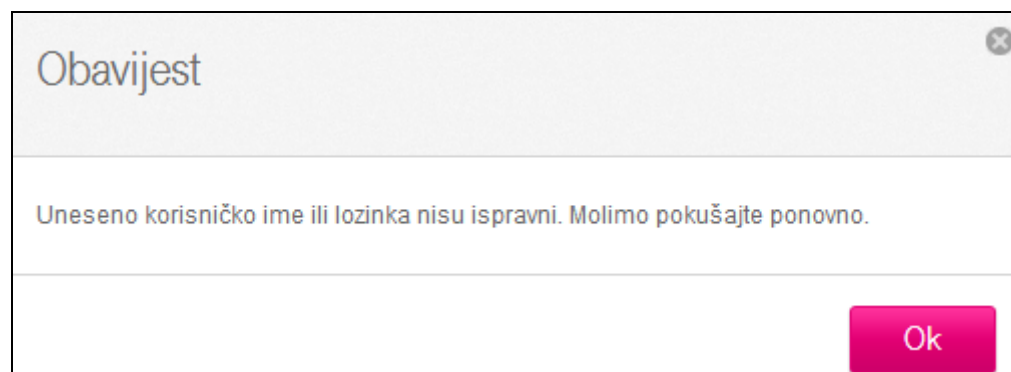 Obavijest
Uneseno korisničko ime ili lozinka nisu ispravni. Molimo pokušajte ponovno.
Ok